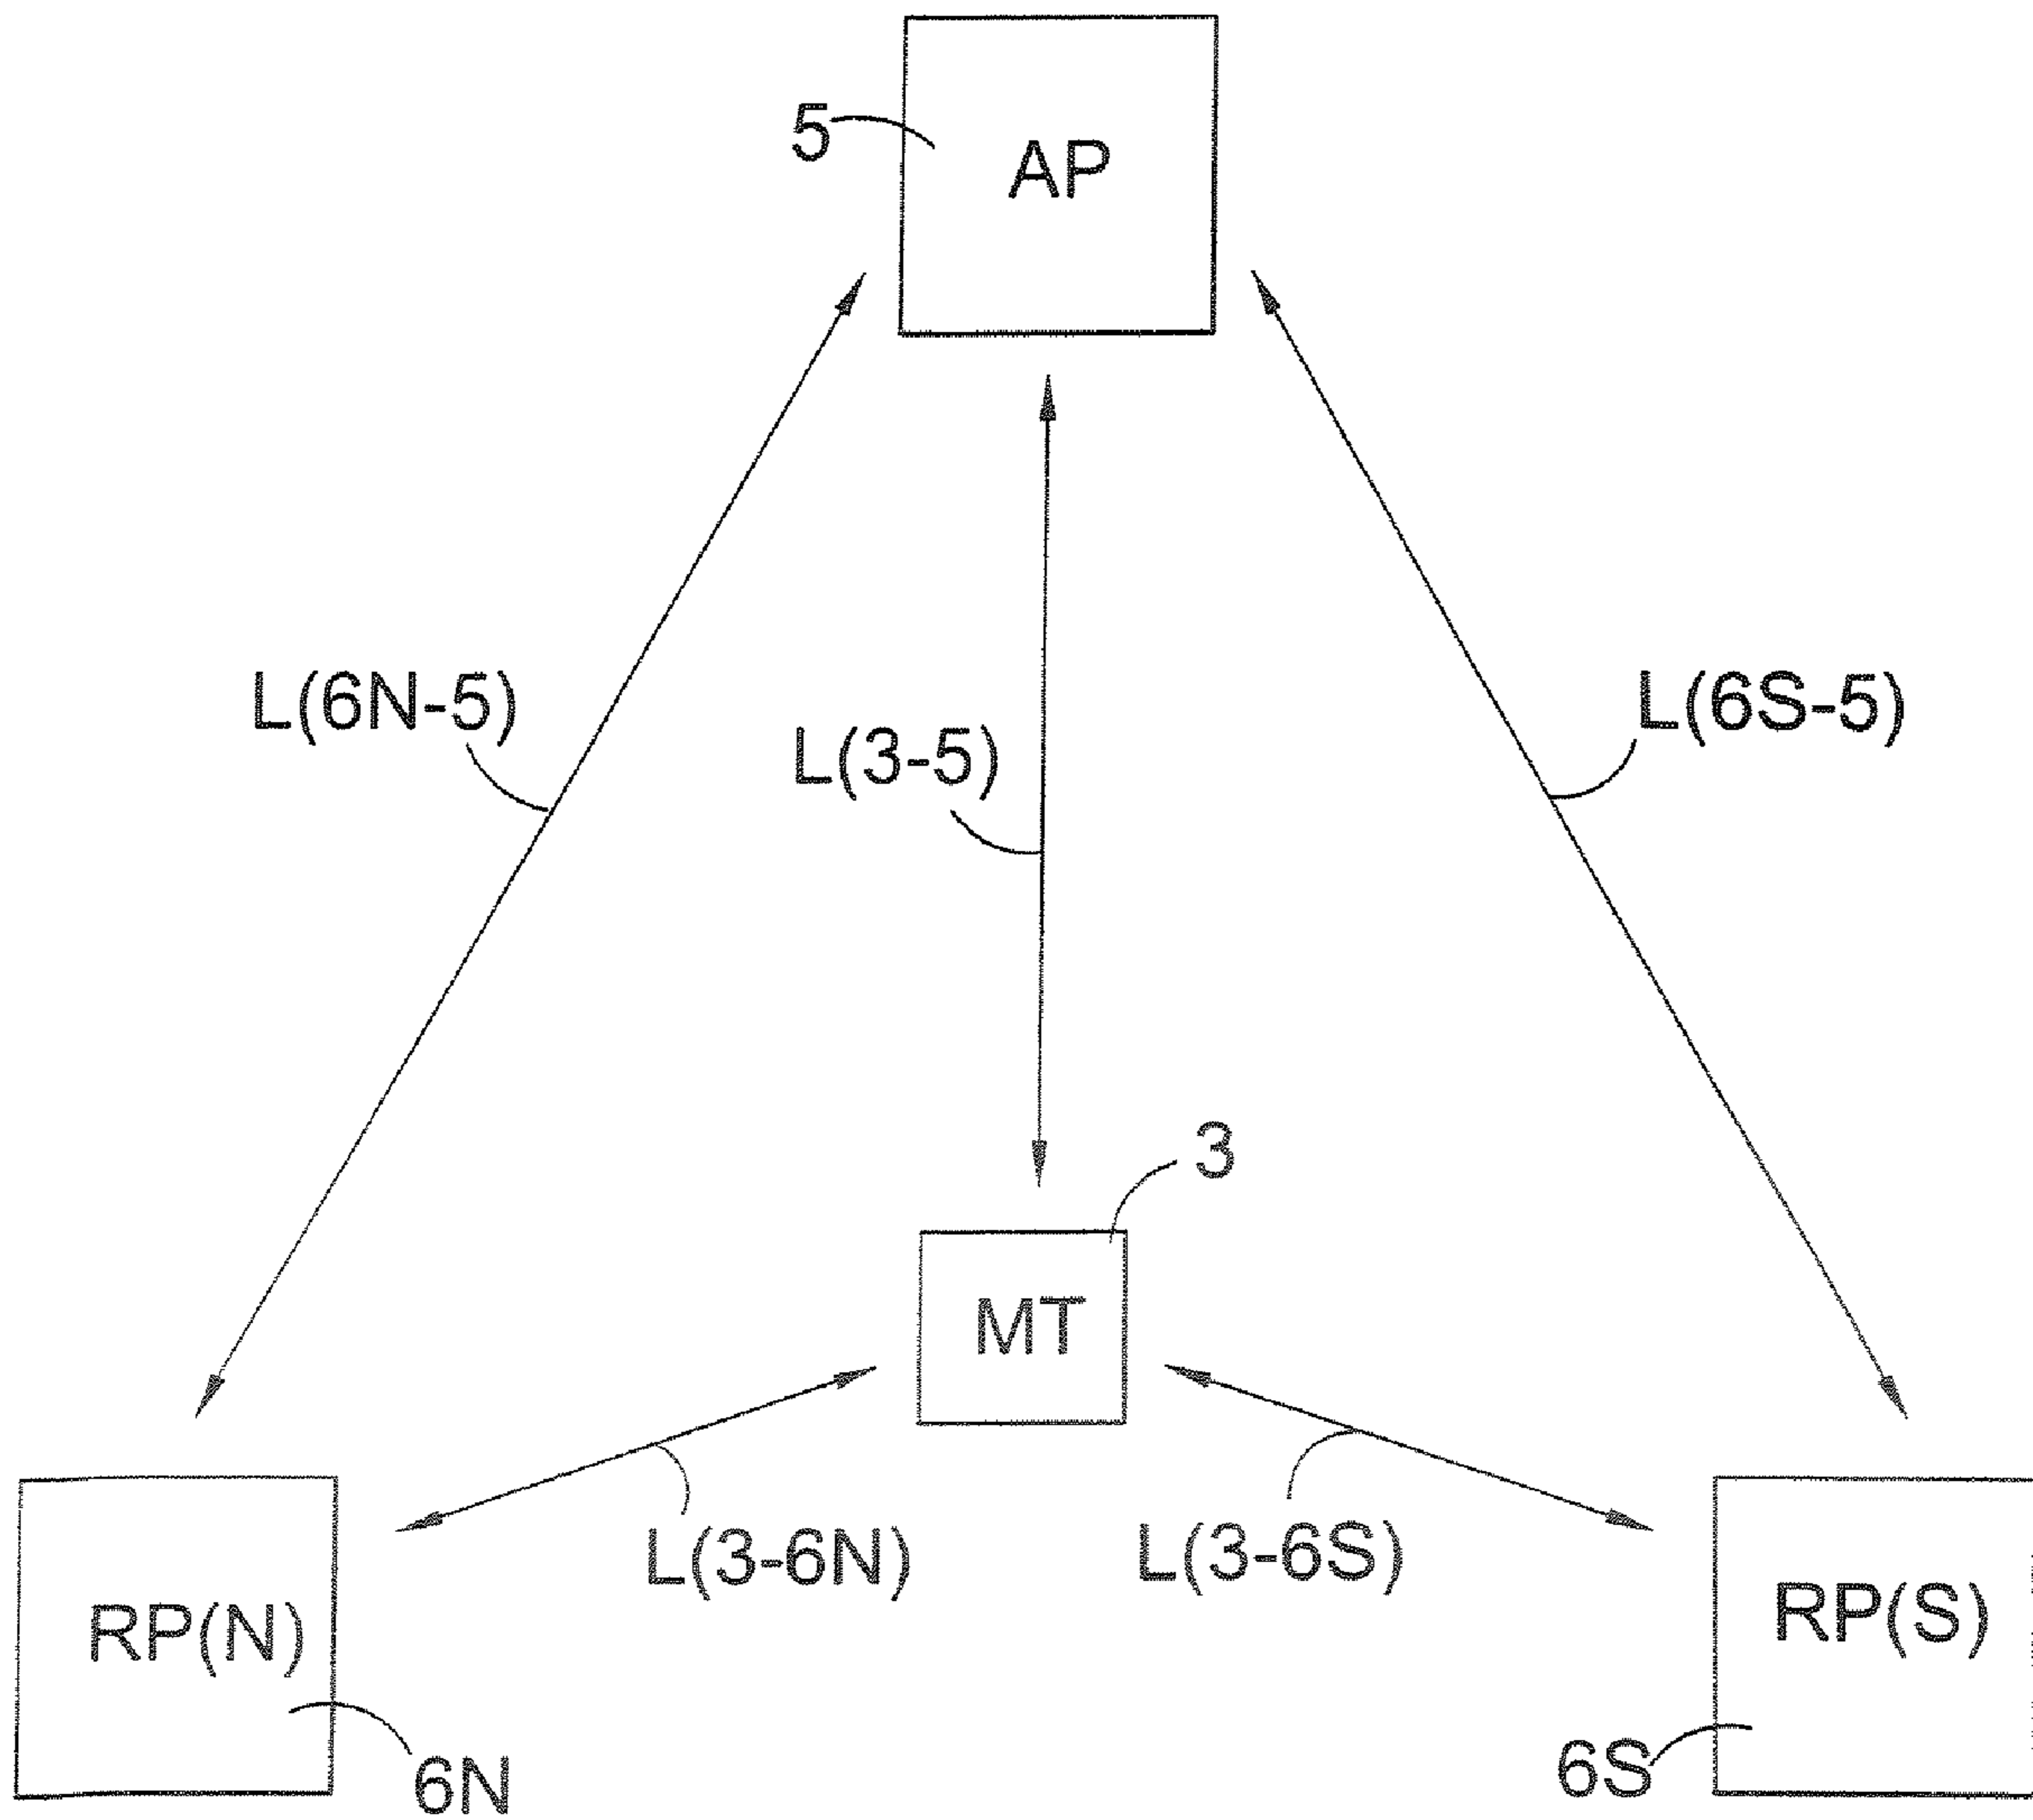 5
AP
L(6N-5)
L(3-5)
L(6S-5)
3
MT
L(3-6N)
L(3-6S)
RP(N)
RP(S)
6N
6S